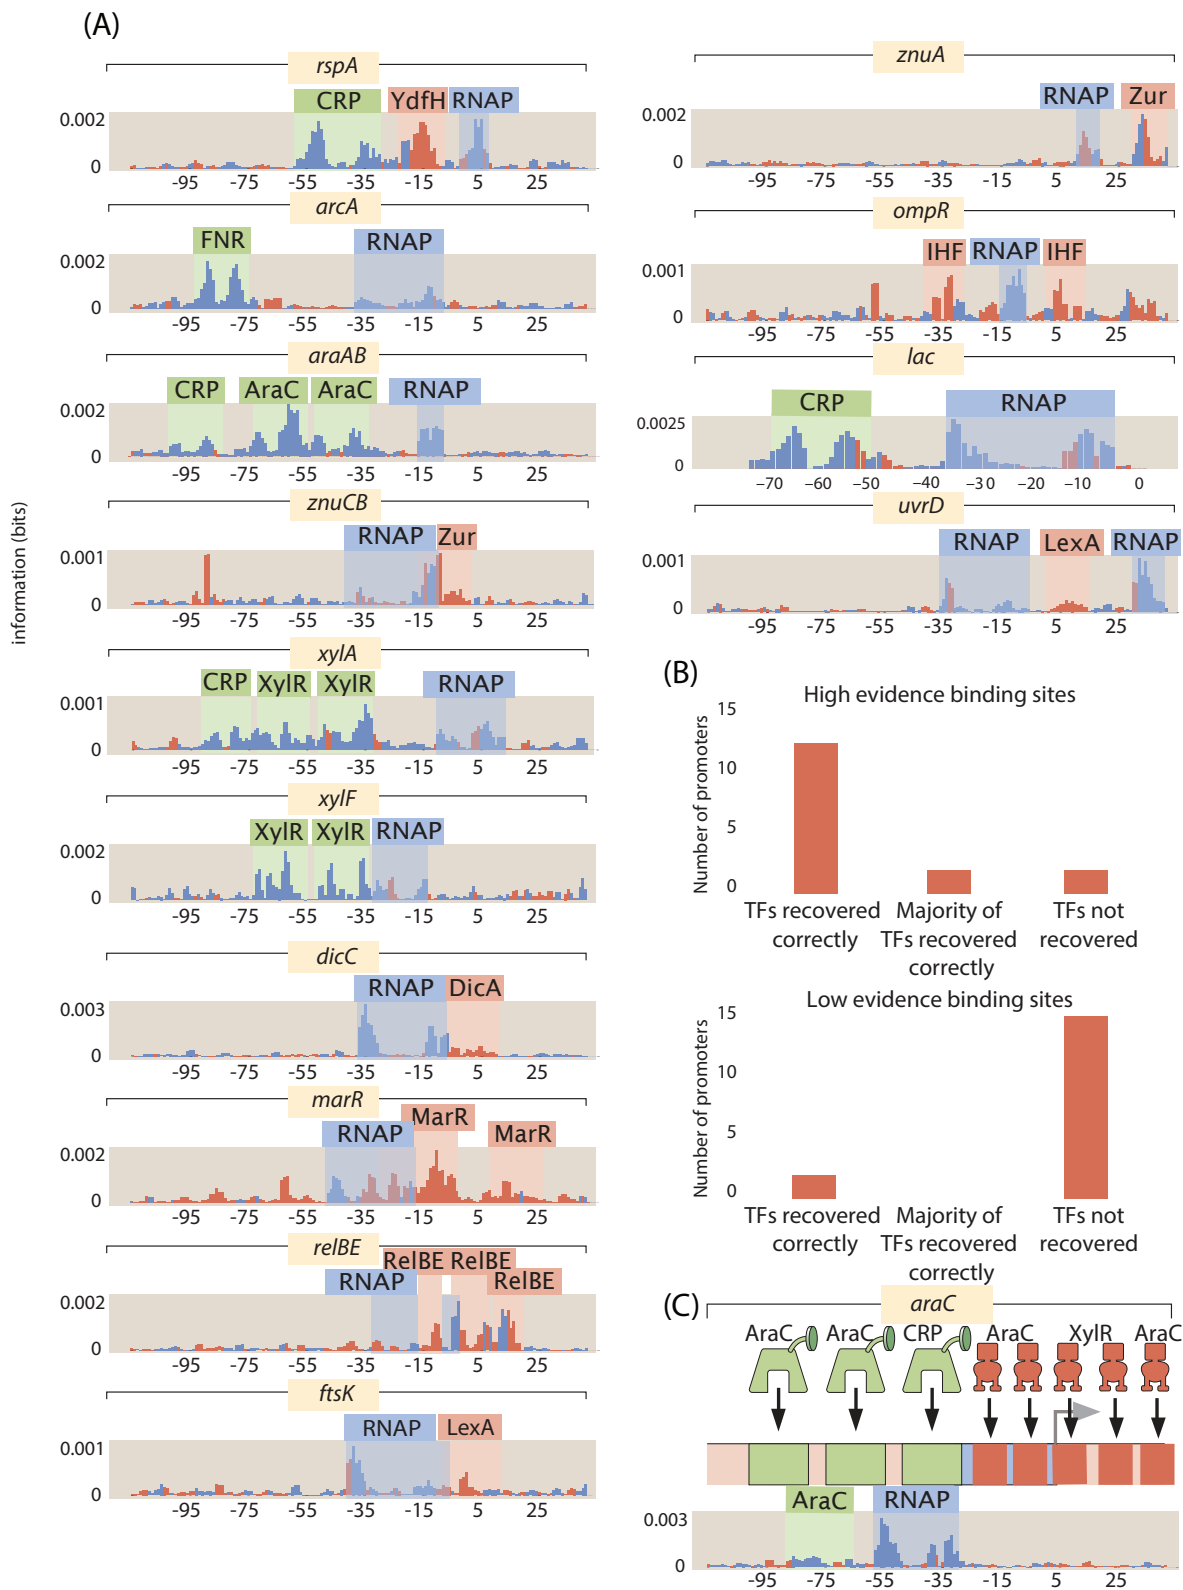 (A)
information (bits)
rspA
CRP YdfH RNAP
0.002
0
-95 -75 -55 -35 -15 5 25
arcA
FNR RNAP
0.002
0
-95 -75 -55 -35 -15 5 25
araAB
CRP AraC AraC RNAP
0.002
0
-95 -75 -55 -35 -15 5 25
znuCB
RNAP Zur
0.001
0
-95 -75 -55 -35 -15 5 25
xylA
CRP XylR XylR RNAP
0.001
0
-95 -75 -55 -35 -15 5 25
xylF
XylR XylR RNAP
0.002
0
-95 -75 -55 -35 -15 5 25
dicC
RNAP DicA
0.003
0
-95 -75 -55 -35 -15 5 25
marR
MarR
RNAP MarR
0.002
0
-95 -75 -55 -35 -15 5 25
relBE
RelBE RelBE
RNAP RelBE
0.002
0
-95 -75 -55 -35 -15 5 25
ftsK
RNAP LexA
0.001
0
-95 -75 -55 -35 -15 5 25
znuA
RNAP Zur
0.002
0
-95 -75 -55 -35 -15 5 25
ompR
IHF RNAP IHF
0.001
0
-95 -75 -55 -35 -15 5 25
lac
CRP RNAP
0.0025
0
−70 −60 −50 −40 −30 −20 −10 0
uvrD
RNAP LexA RNAP
0.001
0
-95 -75 -55 -35 -15 5 25
(B)
High evidence binding sites
Number of promoters
15
10
5
0
TFs recovered Majority of TFs not
correctly TFs recovered recovered
correctly
Low evidence binding sites
Number of promoters
15
10
5
0
TFs recovered Majority of TFs not
correctly TFs recovered recovered
correctly
(C)
araC
AraC AraC CRP AraC XylR AraC
AraC RNAP
0.003
0
-95 -75 -55 -35 -15 5 25